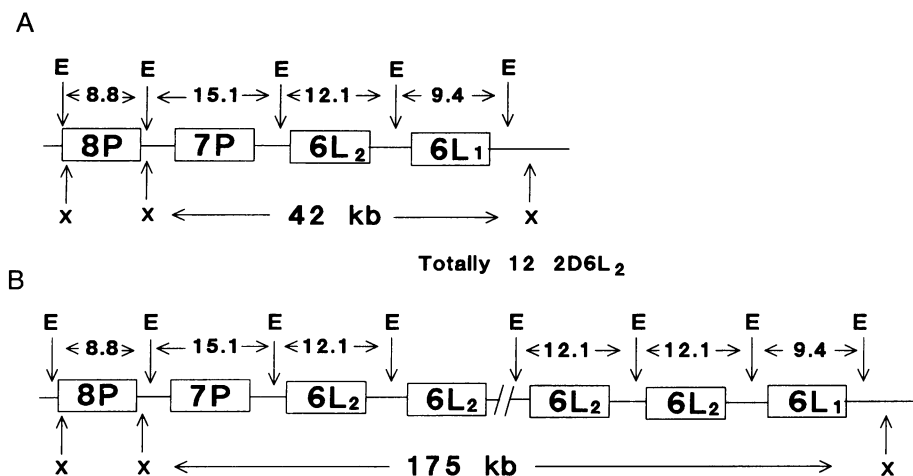 A
E E E E E
8.8 15.1 12.1 9.4
8P 7P 6L₂ 6L₁
x x 42 kb x
Totally 12 2D6L₂
B
E E E E E E E E
8.8 15.1 12.1 12.1 12.1 9.4
8P 7P 6L₂ 6L₂ 6L₂ 6L₂ 6L₁
x x 175 kb x